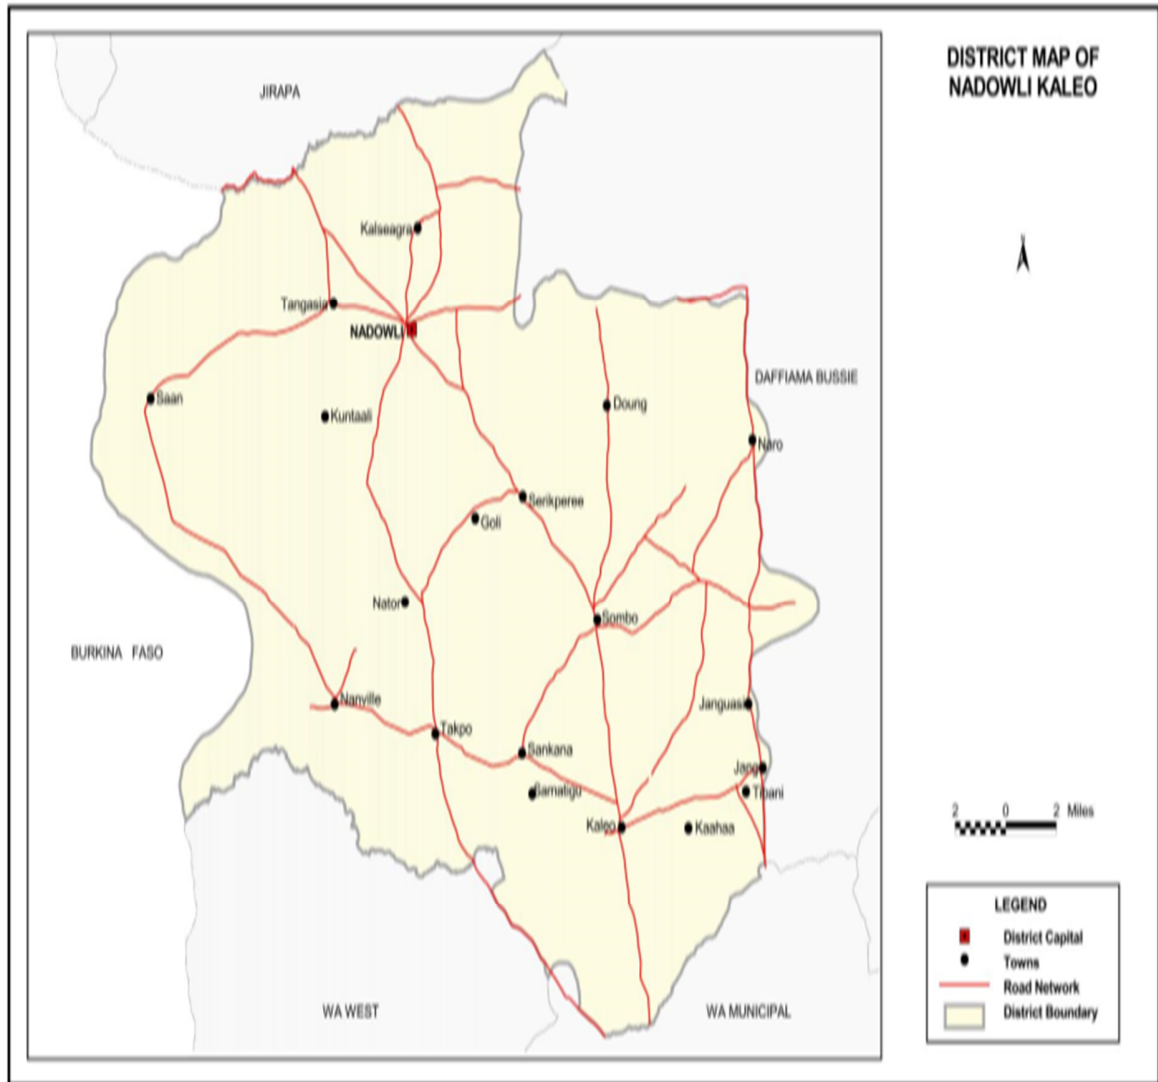 DISTRICT MAP OF
NADOWLI KALEO
JIRAPA
Kalseagra
Tangasia
NADOWLI
DAFFIAMA BUSSIE
Saan
Doung
Kuntaali
Naro
Serikperee
Goli
Nator
Sombo
BURKINA FASO
Nanville
Janguasi
Takpo
Sankana
Jang
Samatigu
Tibani
Kaleo
Kaahaa
N
2 0 2 Miles
WA WEST
WA MUNICIPAL
LEGEND
District Capital
Towns
Road Network
District Boundary